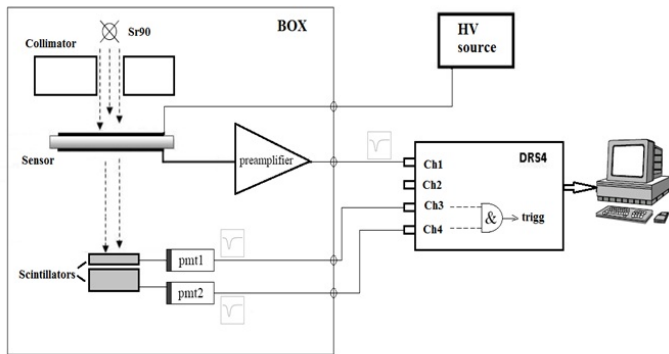 BOX
Sr90
Collimator
HV
source
Sensor
preamplifier
DRS4
Ch1
Ch2
Ch3
Ch4
&
trigg
Scintillators
pmt1
pmt2